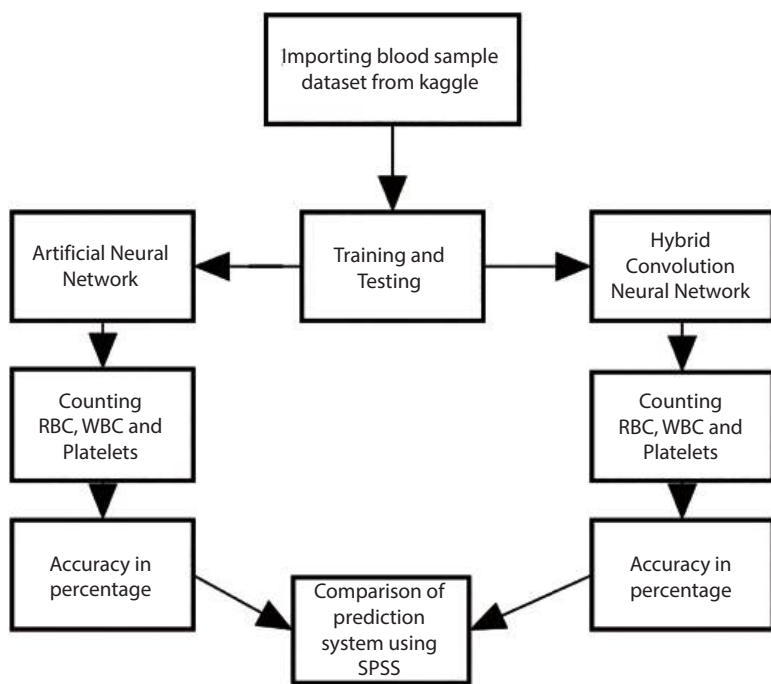 Importing blood sample
dataset from kaggle
Artificial Neural
Network
Training and
Testing
Hybrid
Convolution
Neural Network
Counting
RBC, WBC and
Platelets
Counting
RBC, WBC and
Platelets
Accuracy in
percentage
Accuracy in
percentage
Comparison of
prediction
system using
SPSS